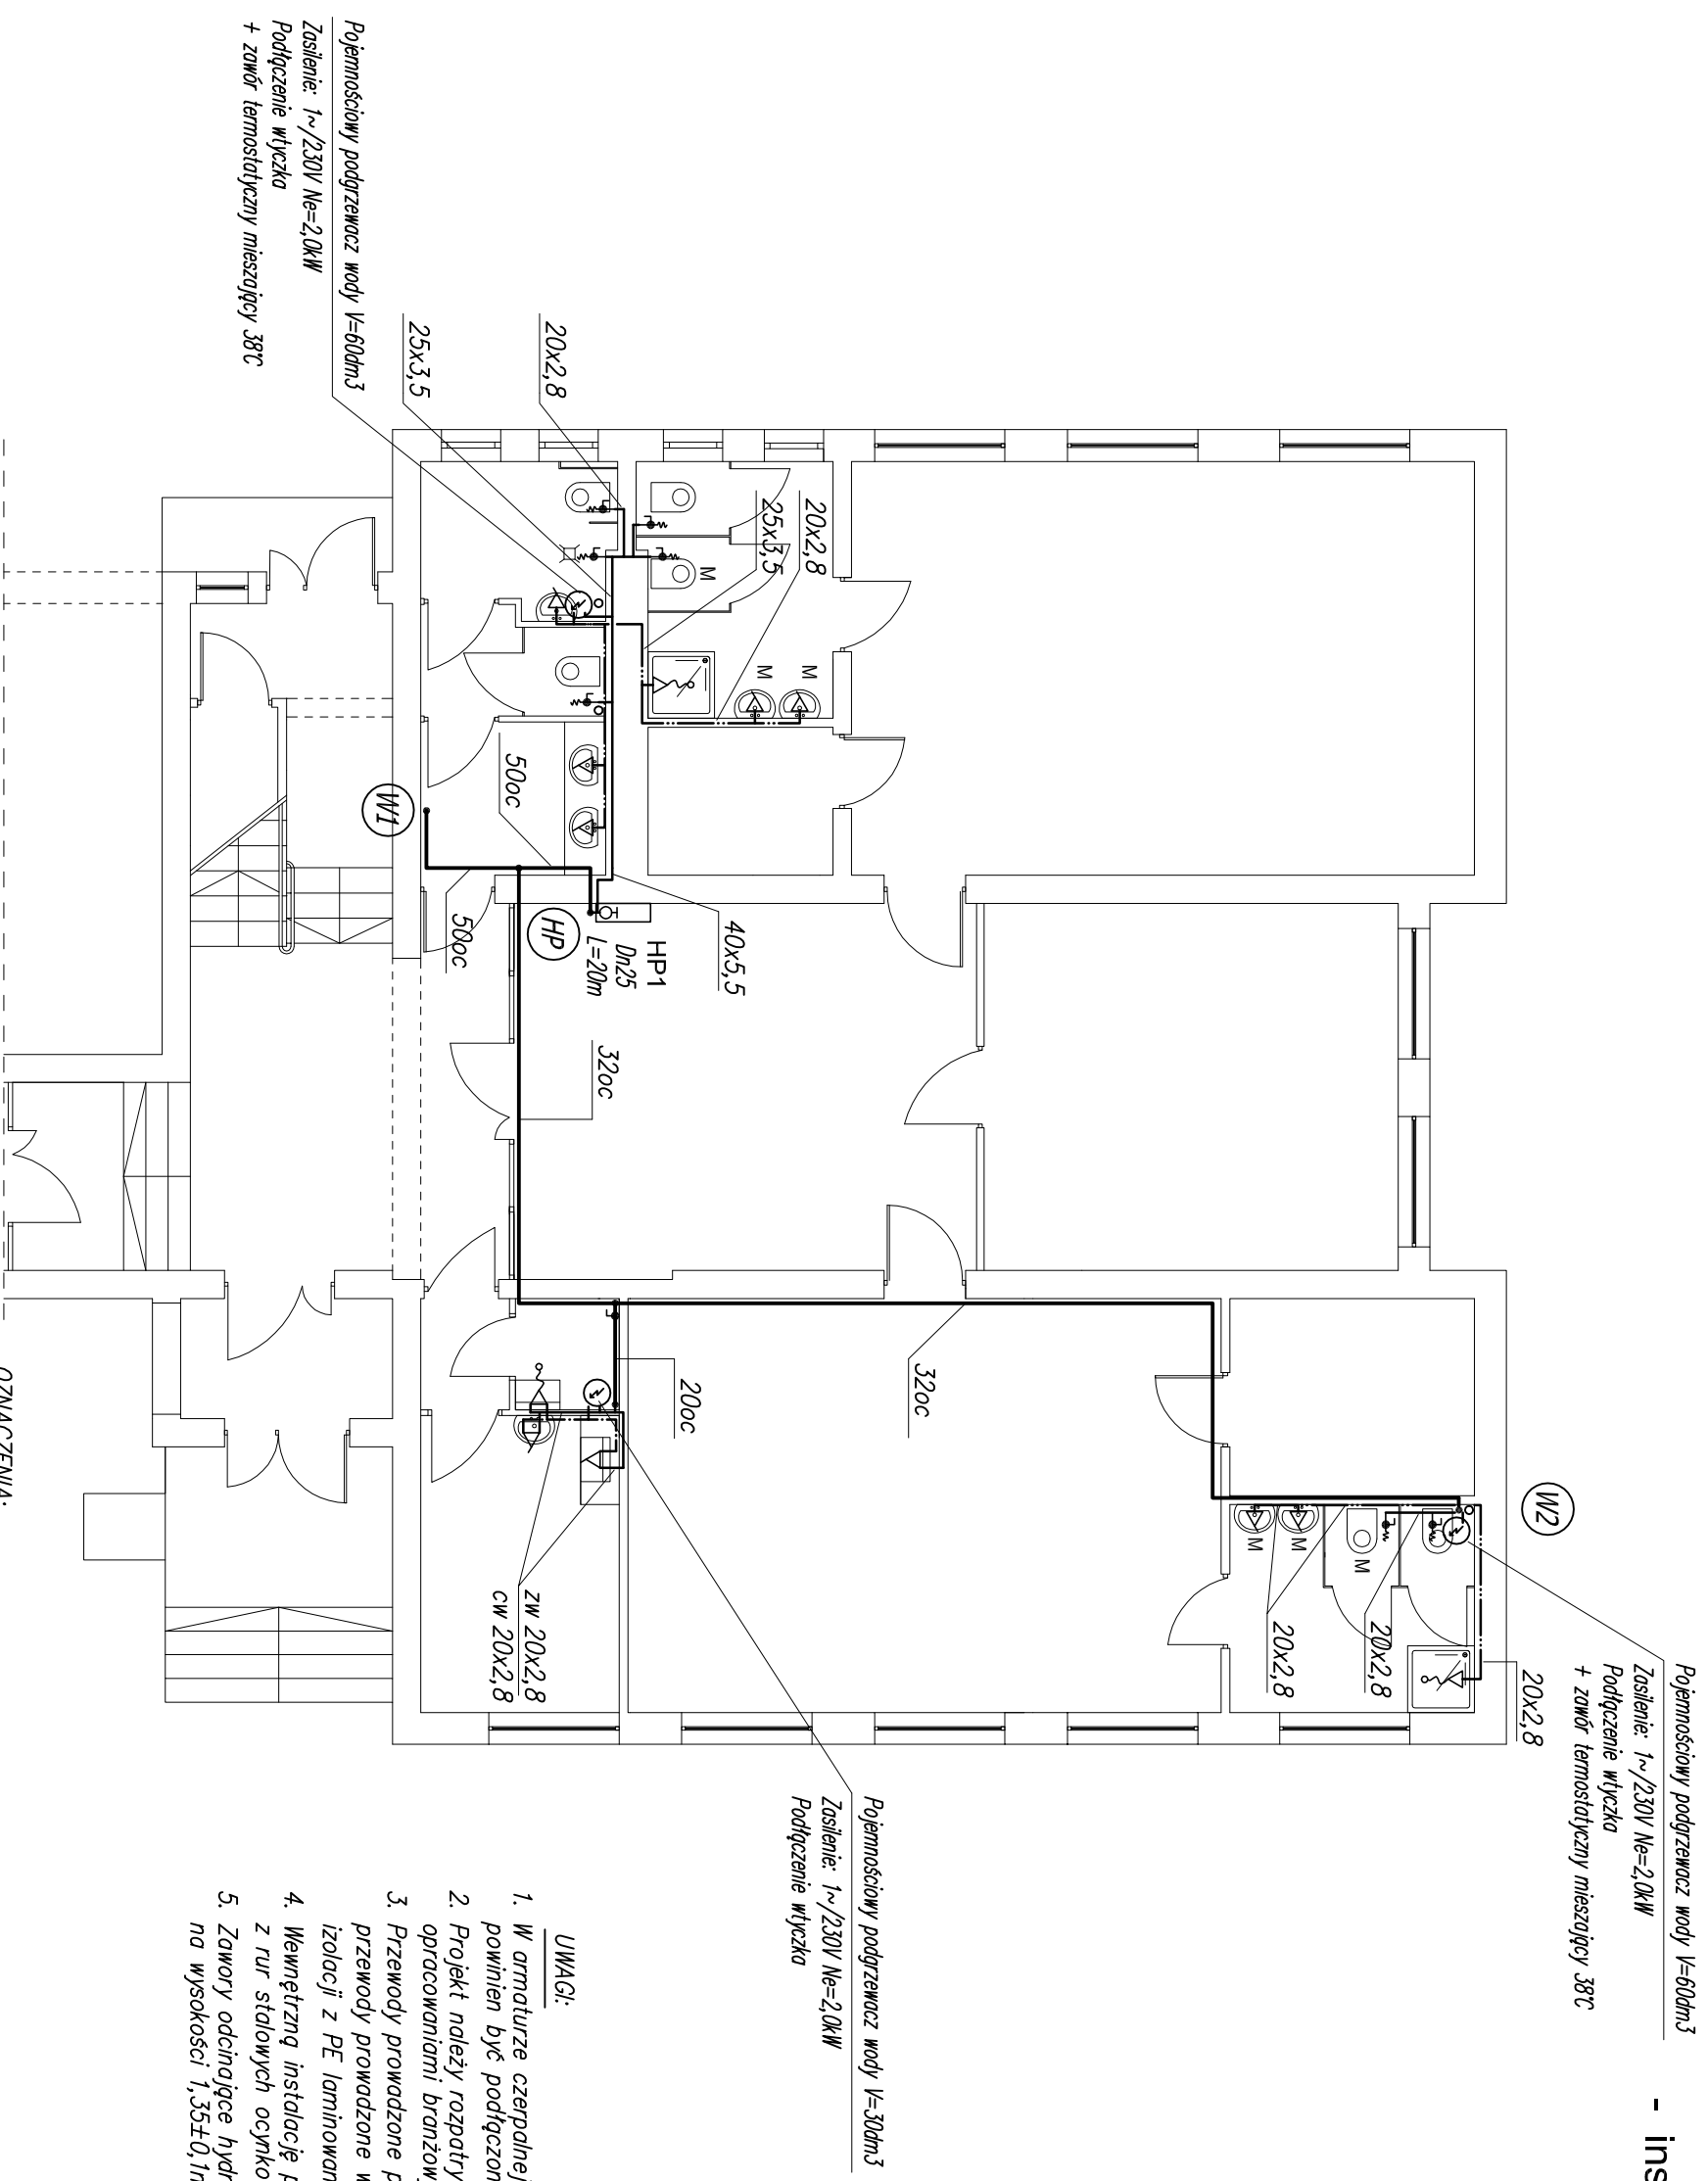 - ins
Pojemnościowy podgrzewacz wody V=60dm3
Zasilenie: 1~/230V Ne=2,0kW
Podłączenie wtyczka
+ zawór termostatyczny mieszający 38°C
20x2,8
W2
M
M
M
20x2,8
20x2,8
Pojemnościowy podgrzewacz wody V=30dm3
Zasilenie: 1~/230V Ne=2,0kW
Podłączenie wtyczka
32oc
20oc
zw 20x2,8
cw 20x2,8
40x5,5
HP1
Dn25
L=20m
HP
32oc
50oc
50oc
W1
20x2,8
25x3,5
M
M
M
20x2,8
25x3,5
Pojemnościowy podgrzewacz wody V=60dm3
Zasilenie: 1~/230V Ne=2,0kW
Podłączenie wtyczka
+ zawór termostatyczny mieszający 38°C
UWAGI:
1. W armaturze czerpalnej
powinien być podłączon
2. Projekt należy rozpatry
opracowaniami branżow
3. Przewody prowadzone p
przewody prowadzone w
izolacji z PE laminowan
4. Wewnętrzną instalację p
z rur stalowych ocynko
5. Zawory odcinające hydr
na wysokości 1,35±0,1m
OZNACZENIA: